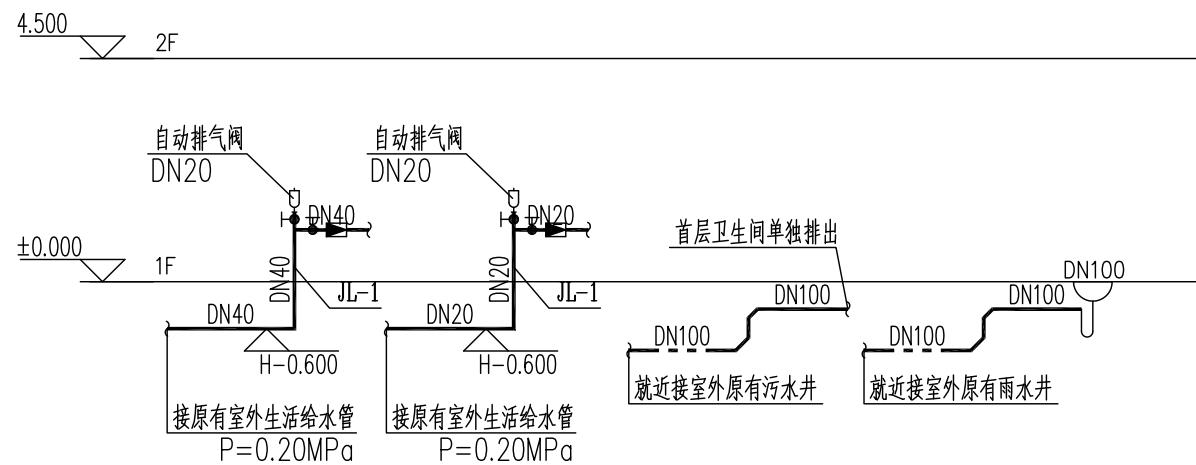 4.500
2F
自动排气阀
DN20
自动排气阀
DN20
DN40
DN20
首层卫生间单独排出
±0.000
1F
DN40
JL-1
DN20
JL-1
DN100
DN100
DN100
DN40
DN20
DN100
DN100
H-0.600
H-0.600
就近接室外原有污水井
就近接室外原有雨水井
接原有室外生活给水管
P=0.20MPa
接原有室外生活给水管
P=0.20MPa